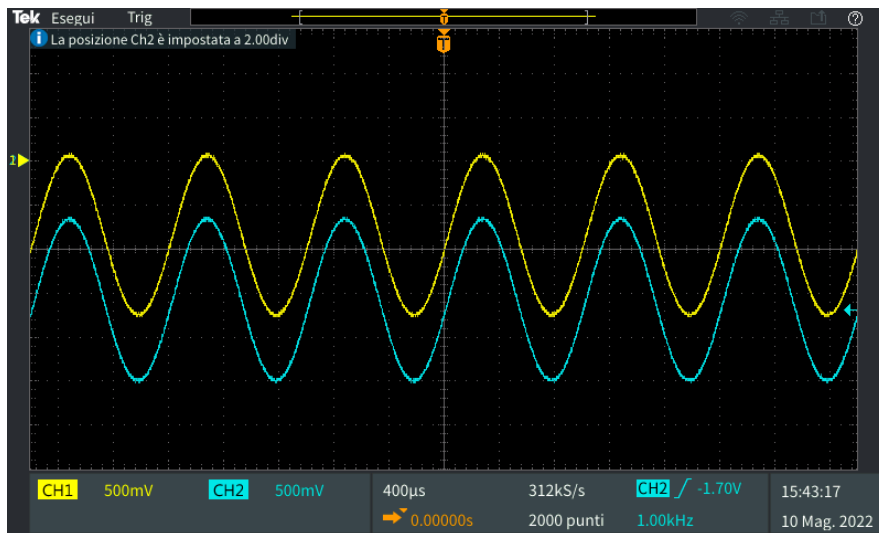 Tek Esegui Trig
i La posizione Ch2 è impostata a 2.00div
T
CH1 500mV CH2 500mV 400µs 312kS/s CH2 -1.70V 15:43:17
0.00000s 2000 punti 1.00kHz 10 Mag. 2022